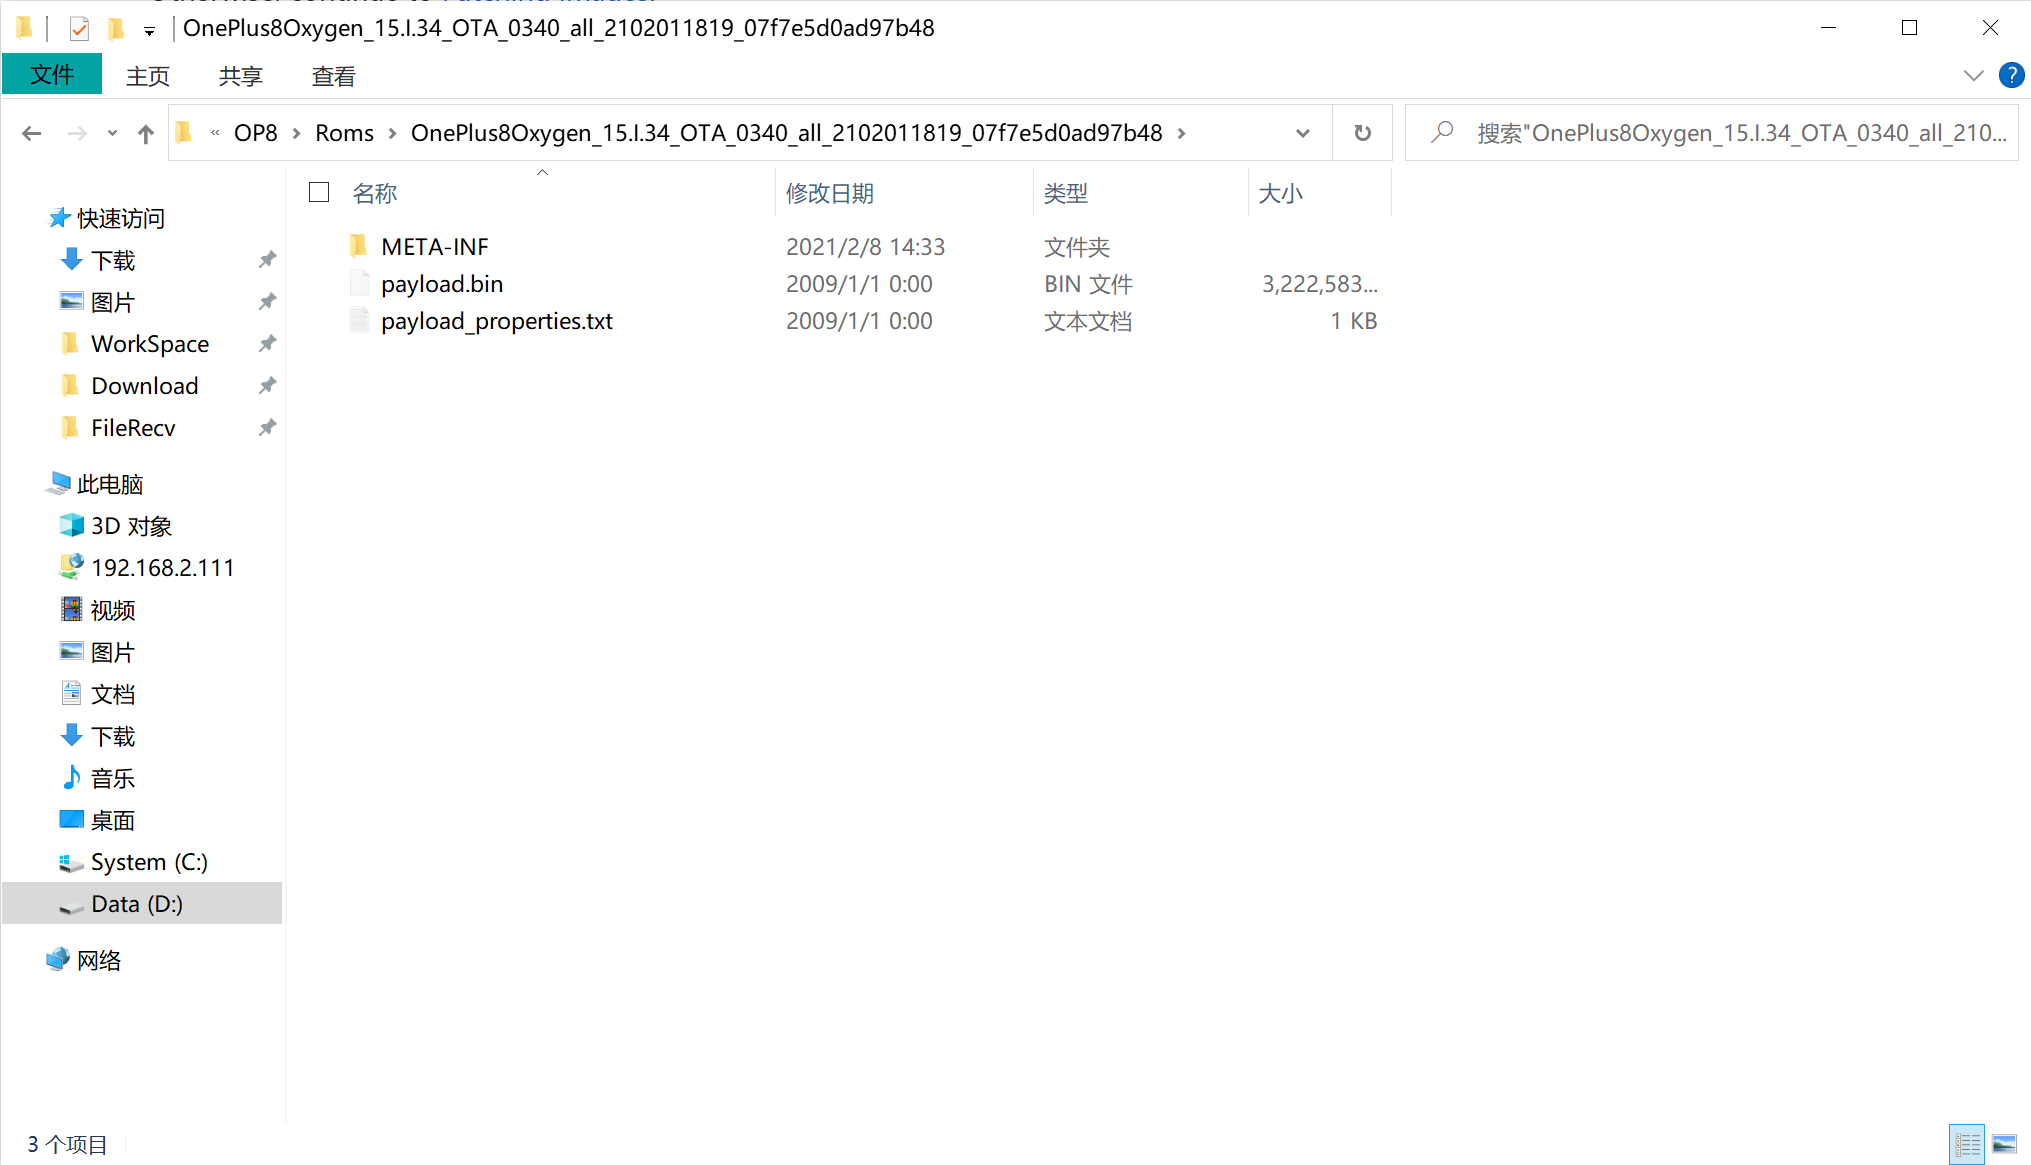 OnePlus8Oxygen_15.I.34_OTA_0340_all_2102011819_07f7e5d0ad97b48
文件 主页 共享 查看
« OP8 › Roms › OnePlus8Oxygen_15.I.34_OTA_0340_all_2102011819_07f7e5d0ad97b48 ›
搜索"OnePlus8Oxygen_15.I.34_OTA_0340_all_210...
名称 修改日期 类型 大小
META-INF 2021/2/8 14:33 文件夹
payload.bin 2009/1/1 0:00 BIN 文件 3,222,583...
payload_properties.txt 2009/1/1 0:00 文本文档 1 KB
快速访问
下载
图片
WorkSpace
Download
FileRecv
此电脑
3D 对象
192.168.2.111
视频
图片
文档
下载
音乐
桌面
System (C:)
Data (D:)
网络
3 个项目